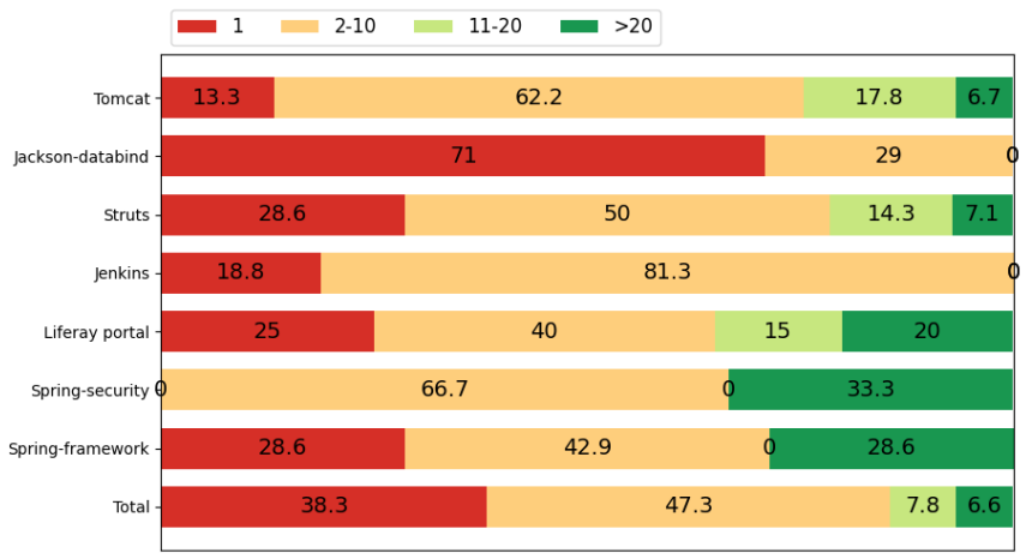 1 2-10 11-20 >20
Tomcat 13.3 62.2 17.8 6.7
Jackson-databind 71 29 0
Struts 28.6 50 14.3 7.1
Jenkins 18.8 81.3 0
Liferay portal 25 40 15 20
Spring-security 0 66.7 0 33.3
Spring-framework 28.6 42.9 0 28.6
Total 38.3 47.3 7.8 6.6